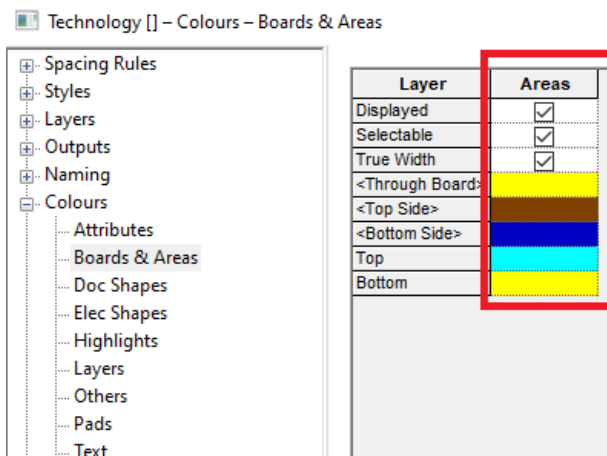 Technology [] – Colours – Boards & Areas
Spacing Rules
Styles
Layers
Outputs
Naming
Colours
Attributes
Boards & Areas
Doc Shapes
Elec Shapes
Highlights
Layers
Others
Pads
Text
Layer Areas
Displayed
Selectable
True Width
<Through Board>
<Top Side>
<Bottom Side>
Top
Bottom